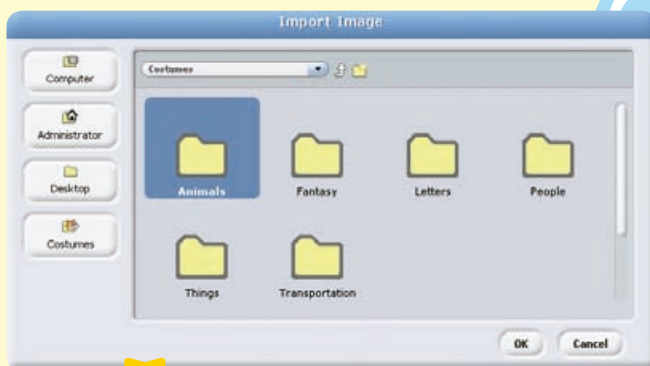 Import Image
Computer
Administrator
Desktop
Costumes
Costumes
Animals
Fantasy
Letters
People
Things
Transportation
OK
Cancel